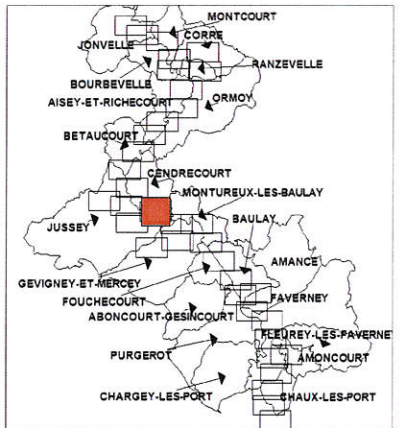 MONTCOURT
JONVELLE
CORRE
RANZEVELLE
BOURBEVELLE
AISEY-ET-RICHECOURT
ORMOY
BETAUCOURT
CENDRECOURT
MONTUREUX-LES-BAULAY
JUSSEY
BAULAY
AMANCE
GEVIGNEY-ET-MERCEY
FOUCHECOURT
FAVERNEY
ABONCOURT-GESINCOURT
FLEUREY-LES-FAVERNEY
PURGEROT
AMONCOURT
CHARGEY-LES-PORT
CHAUX-LES-PORT